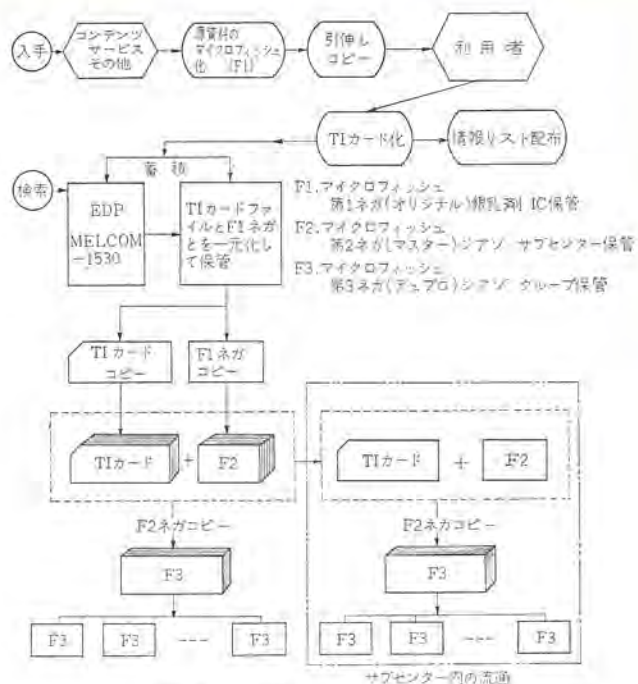 入手
コンテンツ
サービス
その他
原資料の
マイクロフィッシュ
化 (F1)
引伸し
コピー
利用者
TIカード化
情報リスト配布
蓄積
検索
EDP
MELCOM
-1530
TIカードファ
イルとF1ネガ
とを一元化し
て保管
F1.マイクロフィッシュ
第1ネガ(オリジナル)銀乳剤 IC保管
F2.マイクロフィッシュ
第2ネガ(マスター)ジアゾ サブセンター保管
F3.マイクロフィッシュ
第3ネガ(デュプロ)ジアゾ グループ保管
TIカード
コピー
F1ネガ
コピー
TIカード
+
F2
TIカード
+
F2
F2ネガコピー
F2ネガコピー
F3
F3
F3
F3
---
F3
F3
F3
---
F3
サブセンター内の流通